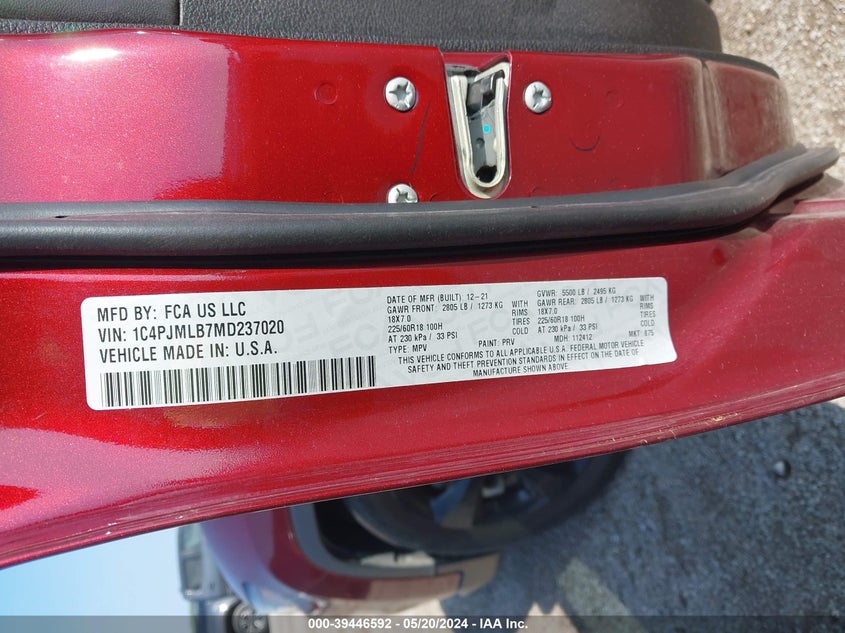 MFD BY: FCA US LLC
VIN: 1C4PJMLB7MD237020
VEHICLE MADE IN: U.S.A.
DATE OF MFR (BUILT): 12-21
GVWR: 5500 LB / 2495 KG
GAWR FRONT: 2805 LB / 1273 KG WITH
GAWR REAR: 2805 LB / 1273 KG WITH
18X7.0 RIMS
18X7.0 RIMS
225/60R18 100H Tires
225/60R18 100H Tires
AT 230 kPa / 33 PSI
AT 230 kPa / 33 PSI
TYPE: MPV PAINT: PRV MDH: 112412 MKT: 875
THIS VEHICLE CONFORMS TO ALL APPLICABLE U.S.A. FEDERAL MOTOR VEHICLE
SAFETY AND THEFT PREVENTION STANDARDS IN EFFECT ON THE DATE OF
MANUFACTURE SHOWN ABOVE.
000-39446592 - 05/20/2024 - IAA Inc.